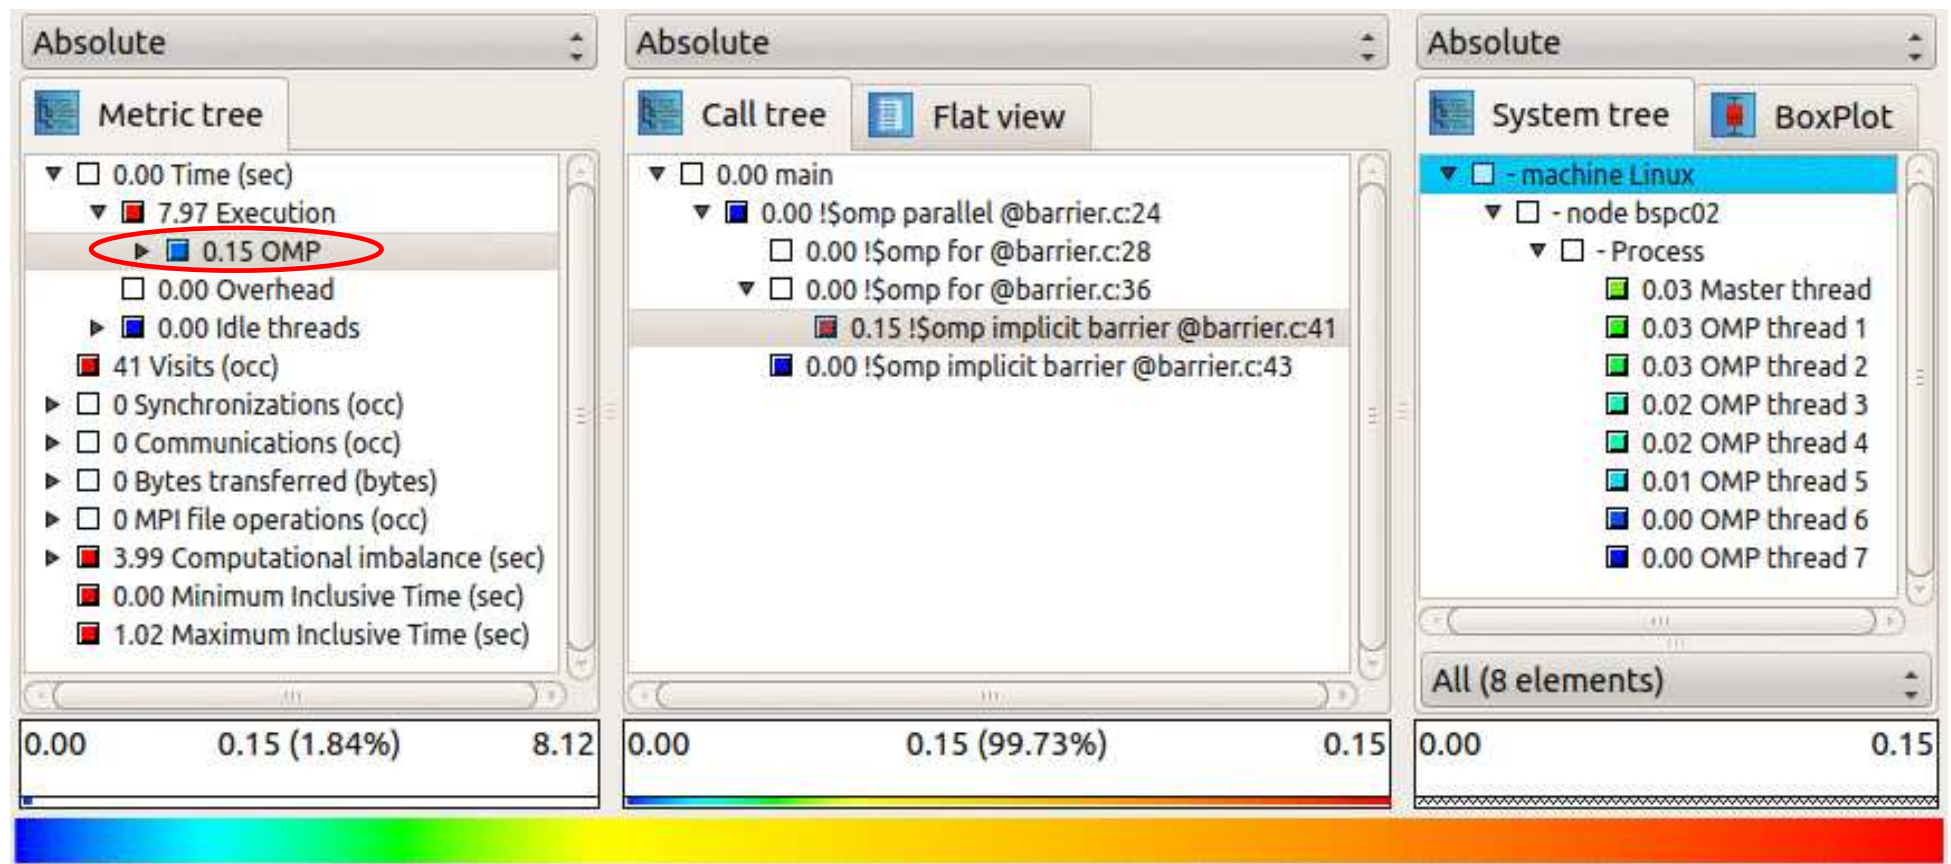 Absolute
Metric tree
0.00 Time (sec)
7.97 Execution
0.15 OMP
0.00 Overhead
0.00 Idle threads
41 Visits (occ)
0 Synchronizations (occ)
0 Communications (occ)
0 Bytes transferred (bytes)
0 MPI file operations (occ)
3.99 Computational imbalance (sec)
0.00 Minimum Inclusive Time (sec)
1.02 Maximum Inclusive Time (sec)
0.00 0.15 (1.84%) 8.12
Absolute
Call tree Flat view
0.00 main
0.00 !$omp parallel @barrier.c:24
0.00 !$omp for @barrier.c:28
0.00 !$omp for @barrier.c:36
0.15 !$omp implicit barrier @barrier.c:41
0.00 !$omp implicit barrier @barrier.c:43
0.00 0.15 (99.73%) 0.15
Absolute
System tree BoxPlot
- machine Linux
- node bspc02
- Process
0.03 Master thread
0.03 OMP thread 1
0.03 OMP thread 2
0.02 OMP thread 3
0.02 OMP thread 4
0.01 OMP thread 5
0.00 OMP thread 6
0.00 OMP thread 7
All (8 elements)
0.00 0.15